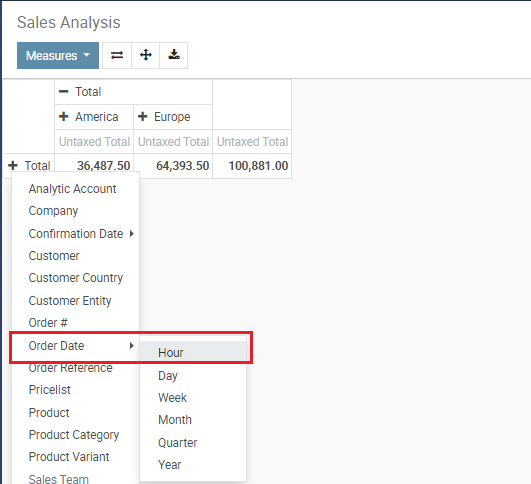 Sales Analysis
Measures
Total
America Europe
Untaxed Total Untaxed Total Untaxed Total
Total 36,487.50 64,393.50 100,881.00
Analytic Account
Company
Confirmation Date
Customer
Customer Country
Customer Entity
Order #
Order Date
Hour
Order Reference
Day
Pricelist
Week
Product
Month
Product Category
Quarter
Product Variant
Year
Sales Team